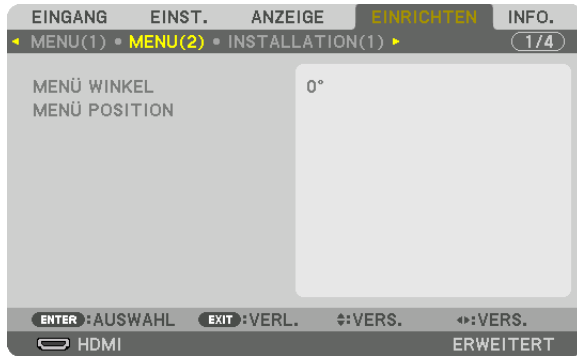 EINGANG EINST. ANZEIGE EINRICHTEN INFO.
MENU(1) • MENU(2) • INSTALLATION(1) 1/4
MENÜ WINKEL 0°
MENÜ POSITION
ENTER :AUSWAHL EXIT :VERL. :VERS. :VERS.
HDMI ERWEITERT